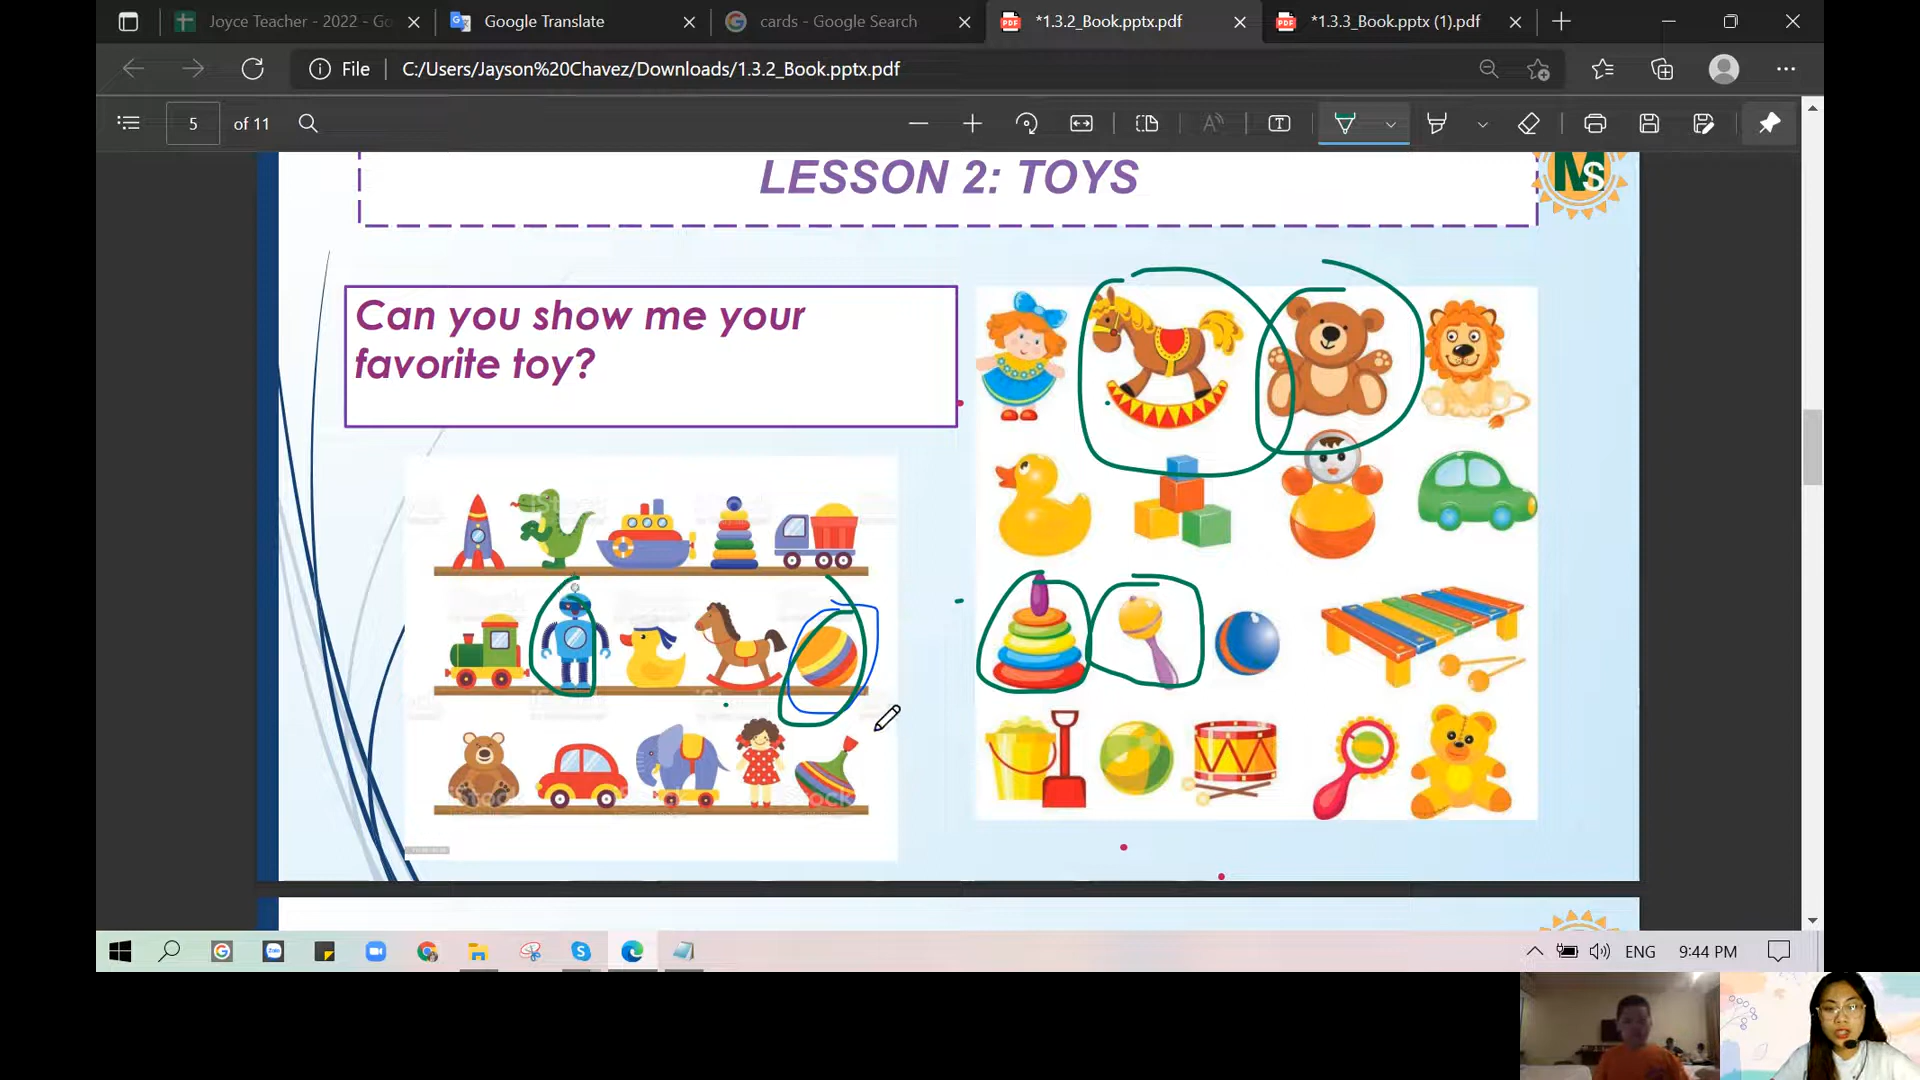 Joyce Teacher - 2022 - Go
Google Translate
cards - Google Search
*1.3.2_Book.pptx.pdf
*1.3.3_Book.pptx (1).pdf
File
C:/Users/Jayson%20Chavez/Downloads/1.3.2_Book.pptx.pdf
5 of 11
LESSON 2: TOYS
MS
Can you show me your
favorite toy?
iStock
ENG
9:44 PM